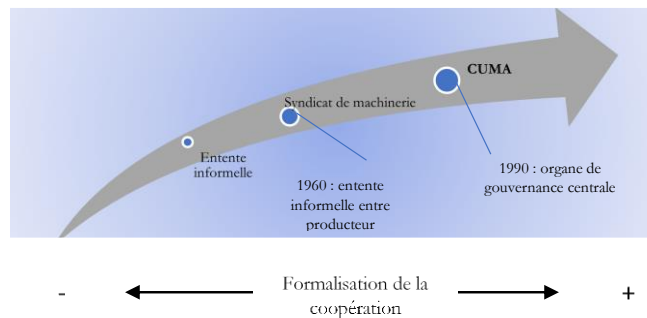 CUMA
Syndicat de machinerie
Entente
informelle
1960 : entente
informelle entre
producteur
1990 : organe de
gouvernance centrale
-
Formalisation de la
coopération
+